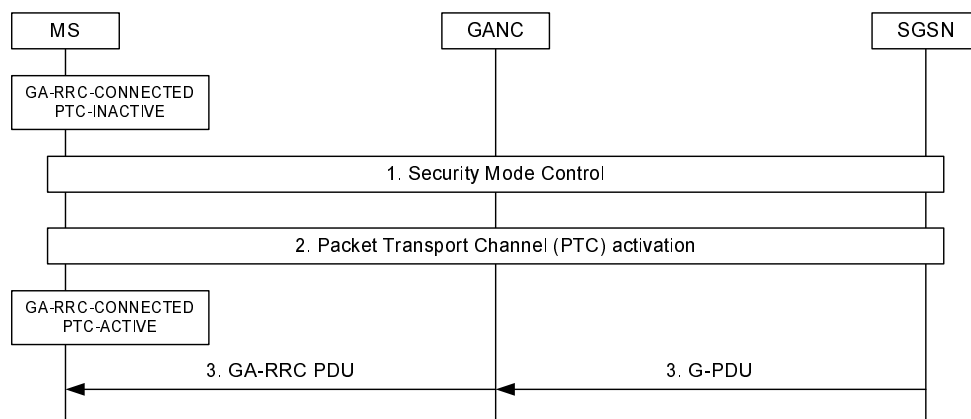 MS
GANC
SGSN
GA-RRC-CONNECTED
PTC-INACTIVE
1. Security Mode Control
2. Packet Transport Channel (PTC) activation
GA-RRC-CONNECTED
PTC-ACTIVE
3. GA-RRC PDU
3. G-PDU